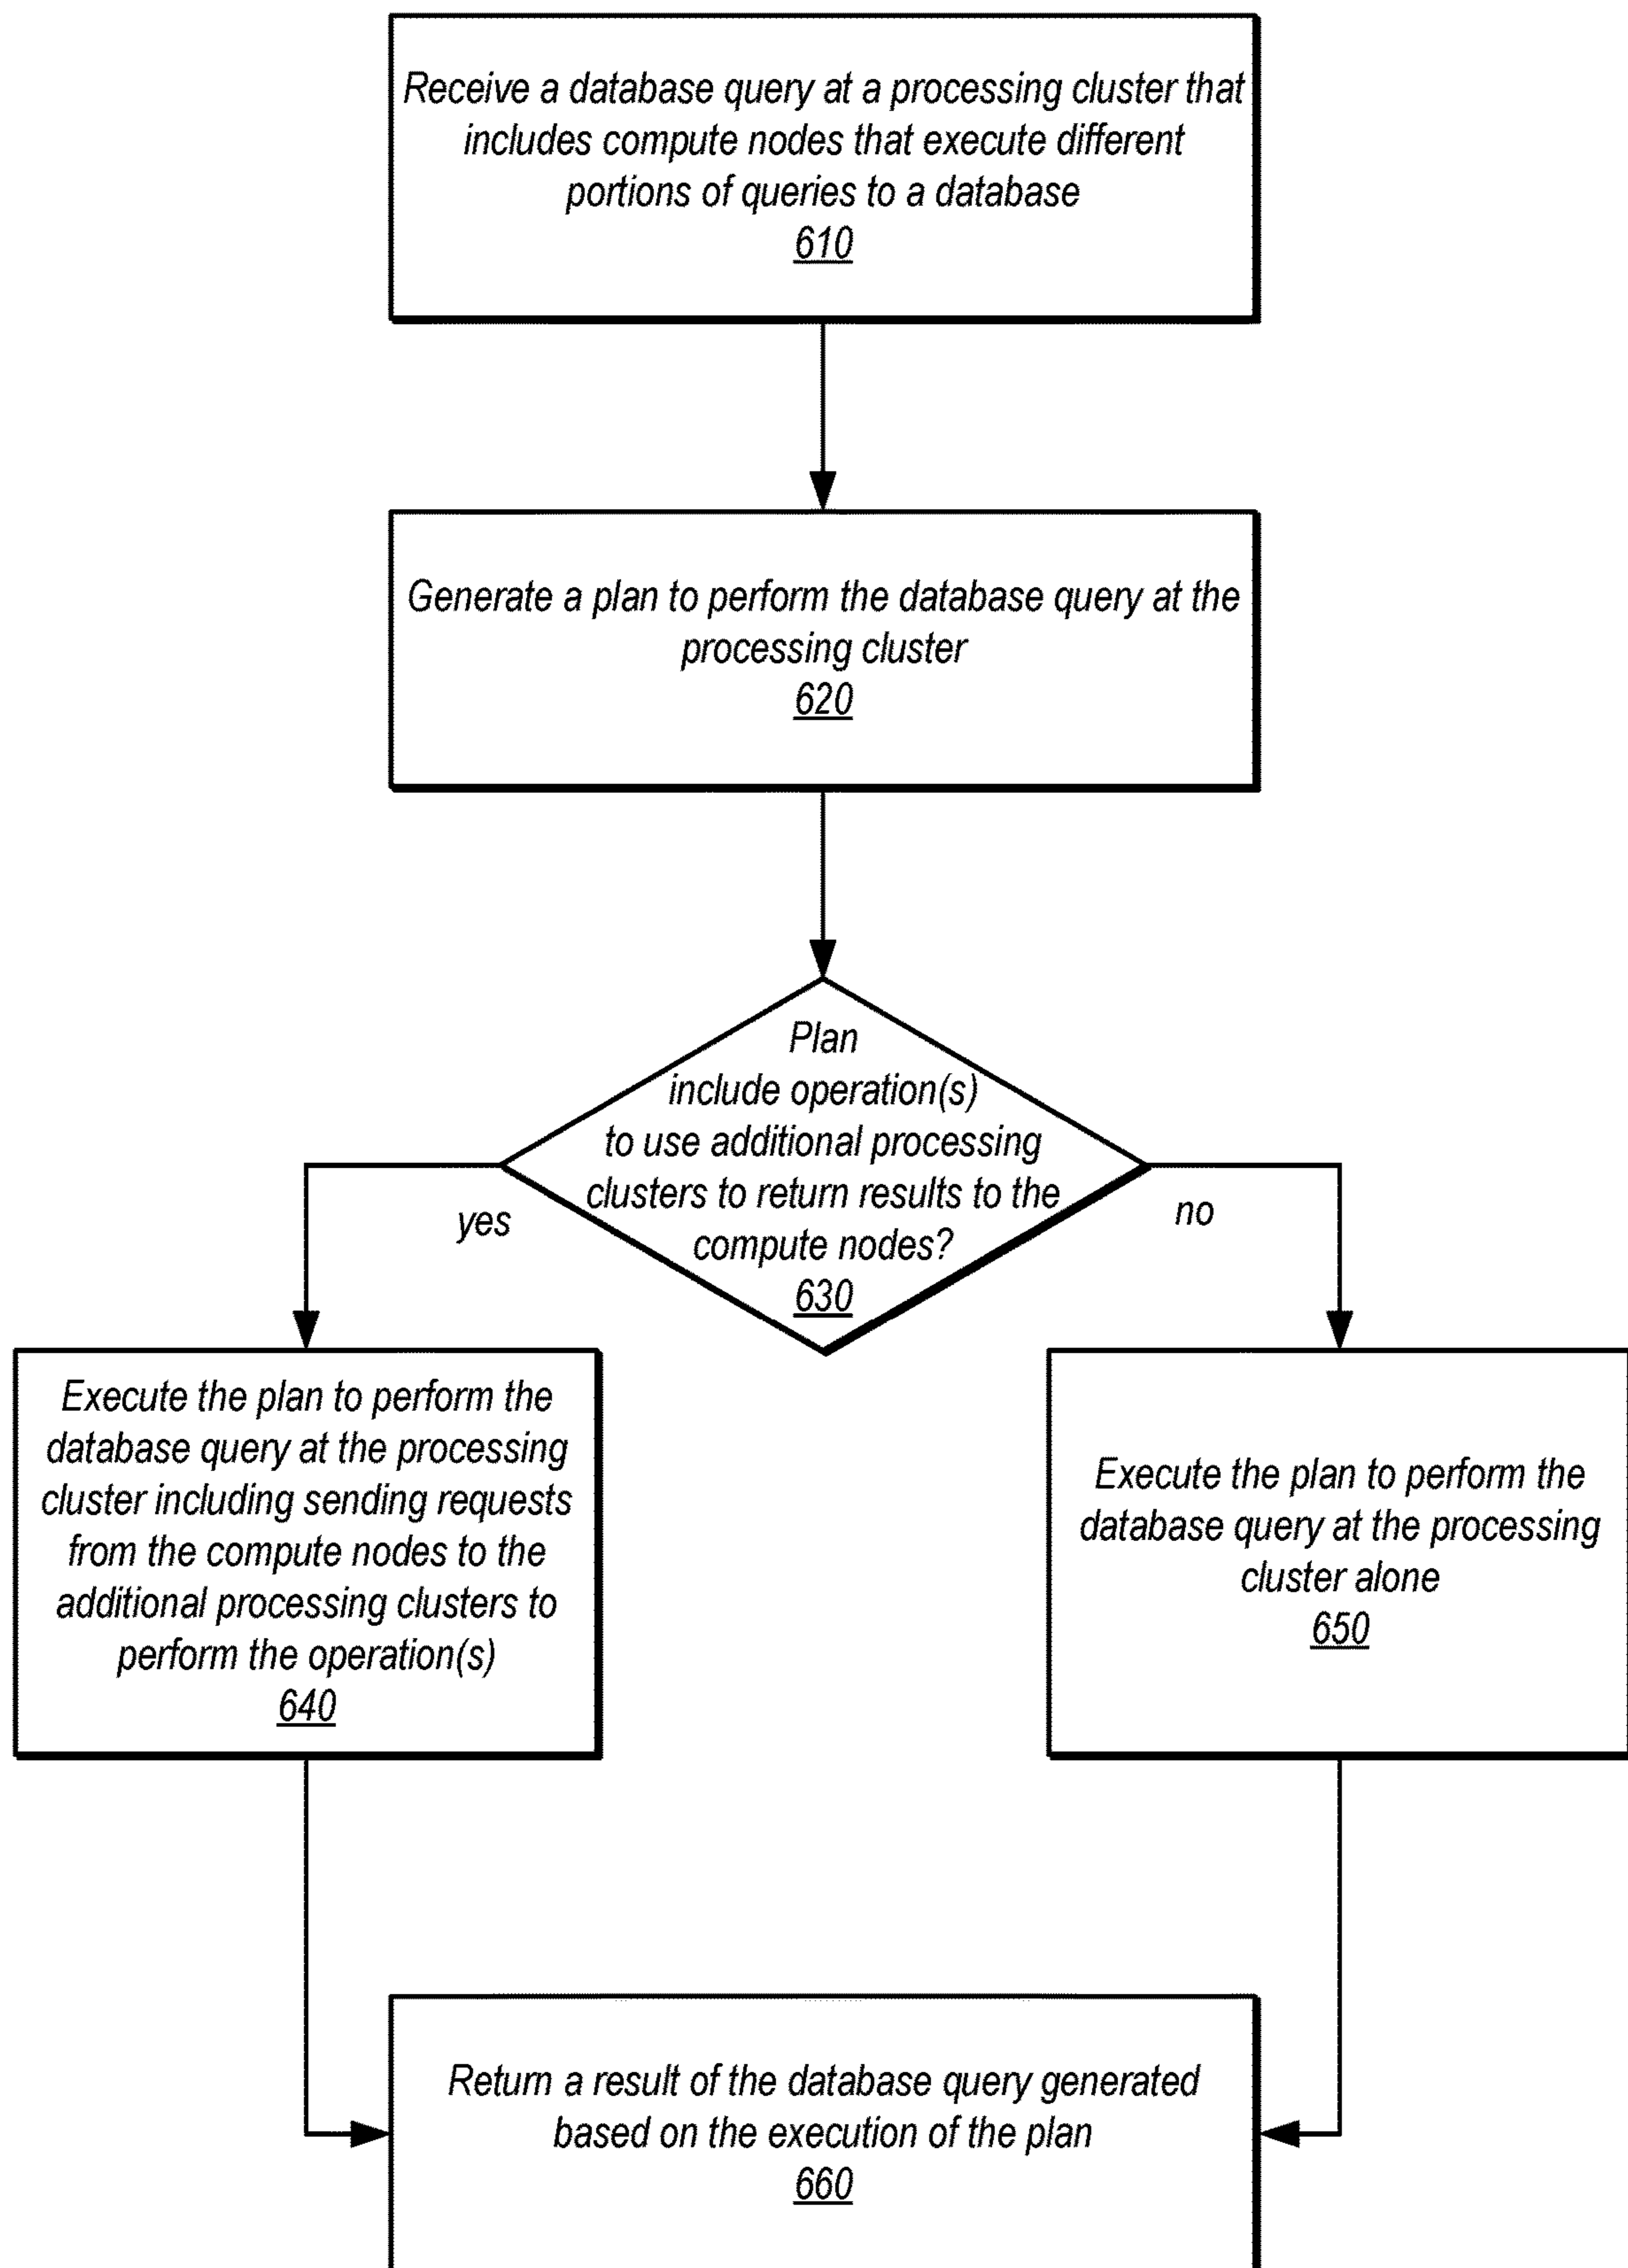 Receive a database query at a processing cluster that
includes compute nodes that execute different
portions of queries to a database
610
Generate a plan to perform the database query at the
processing cluster
620
Plan
include operation(s)
to use additional processing
clusters to return results to the
compute nodes?
630
yes
no
Execute the plan to perform the
database query at the processing
cluster including sending requests
from the compute nodes to the
additional processing clusters to
perform the operation(s)
640
Execute the plan to perform the
database query at the processing
cluster alone
650
Return a result of the database query generated
based on the execution of the plan
660